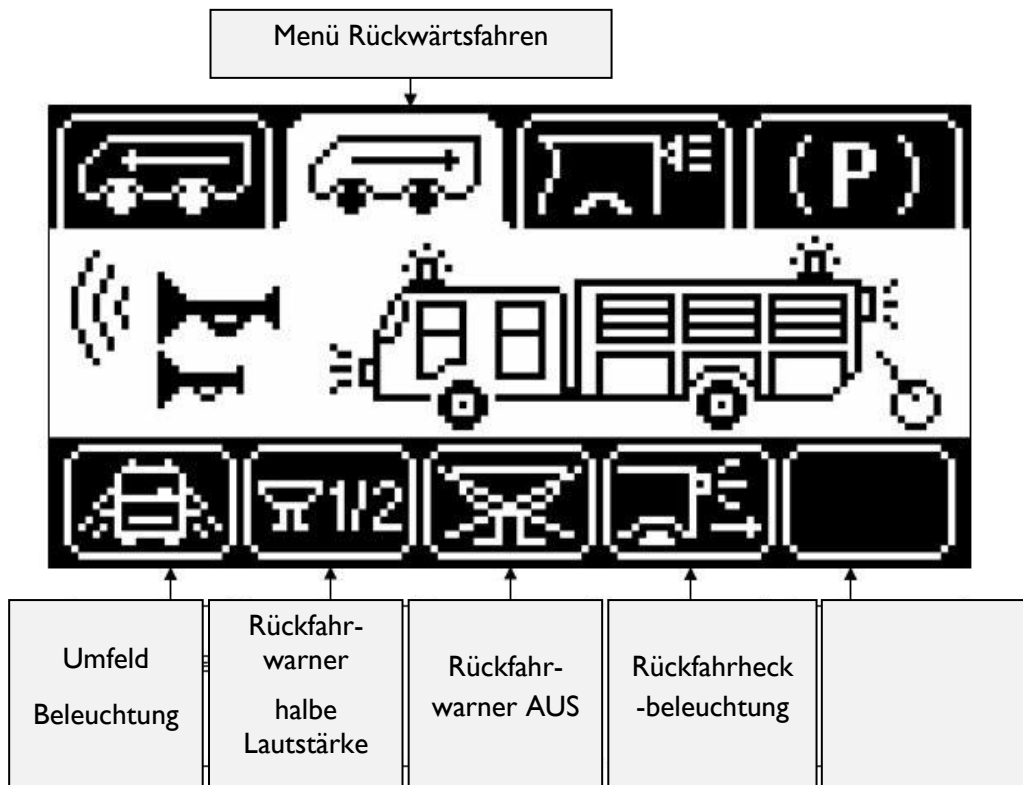 Menü Rückwärtsfahren
(P)
1/2
Umfeld
Beleuchtung
Rückfahr-
warner
halbe
Lautstärke
Rückfahr-
warner AUS
Rückfahrheck
-beleuchtung